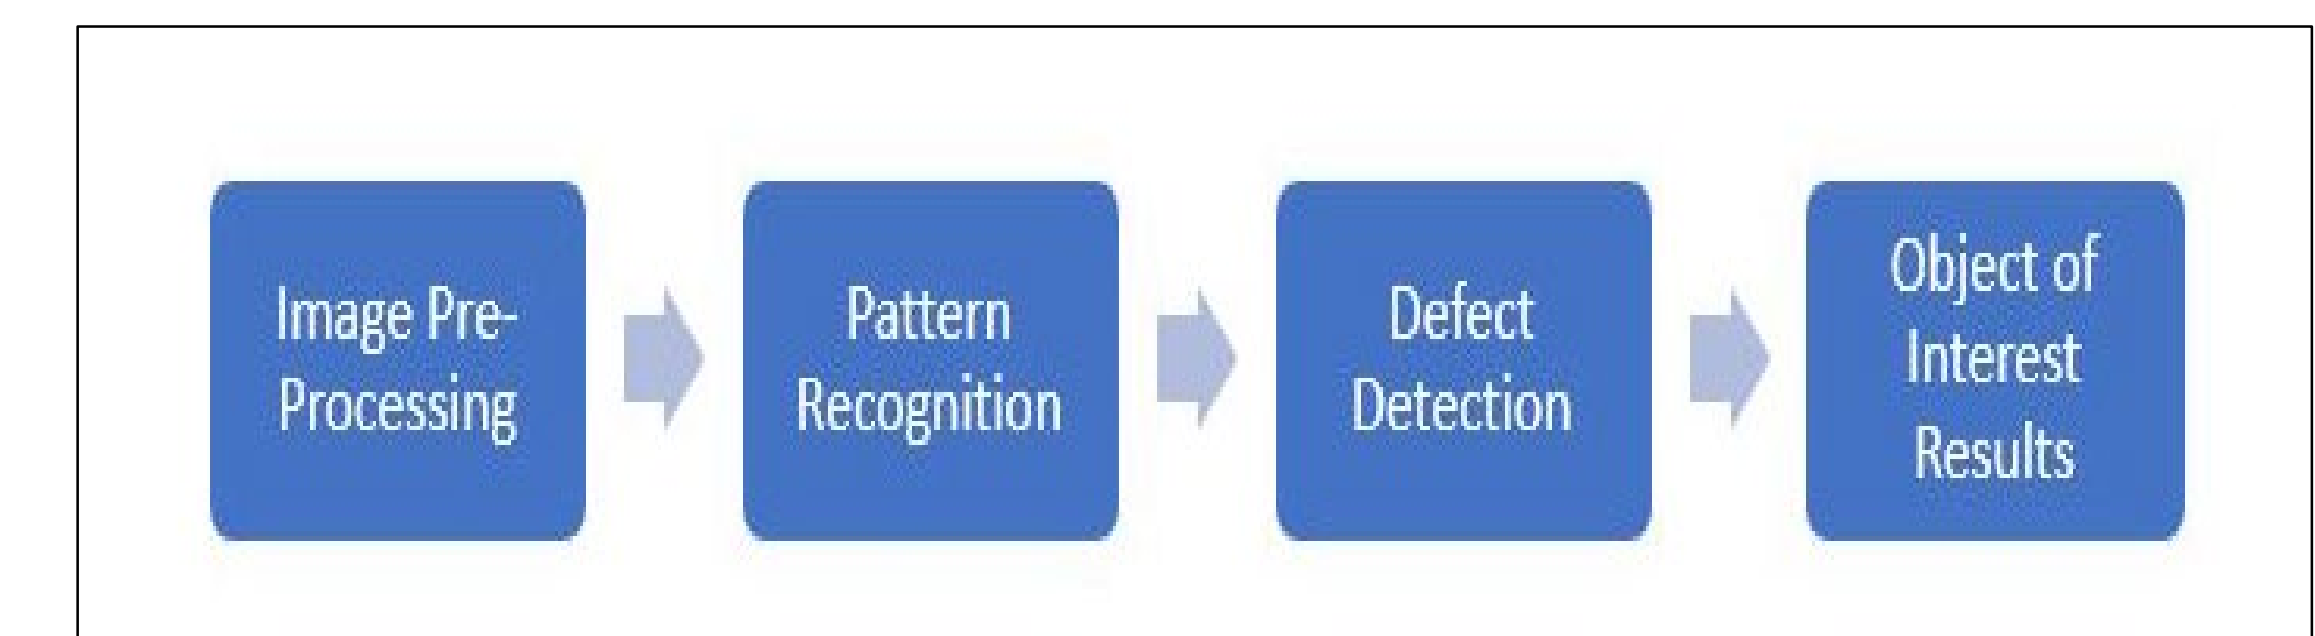 Image Pre-
Processing
Pattern
Recognition
Defect
Detection
Object of
Interest
Results